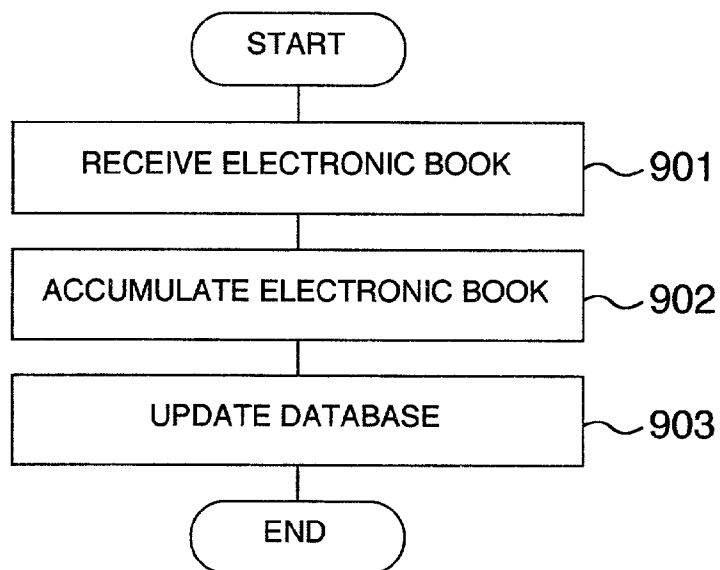 START
RECEIVE ELECTRONIC BOOK
901
ACCUMULATE ELECTRONIC BOOK
902
UPDATE DATABASE
903
END